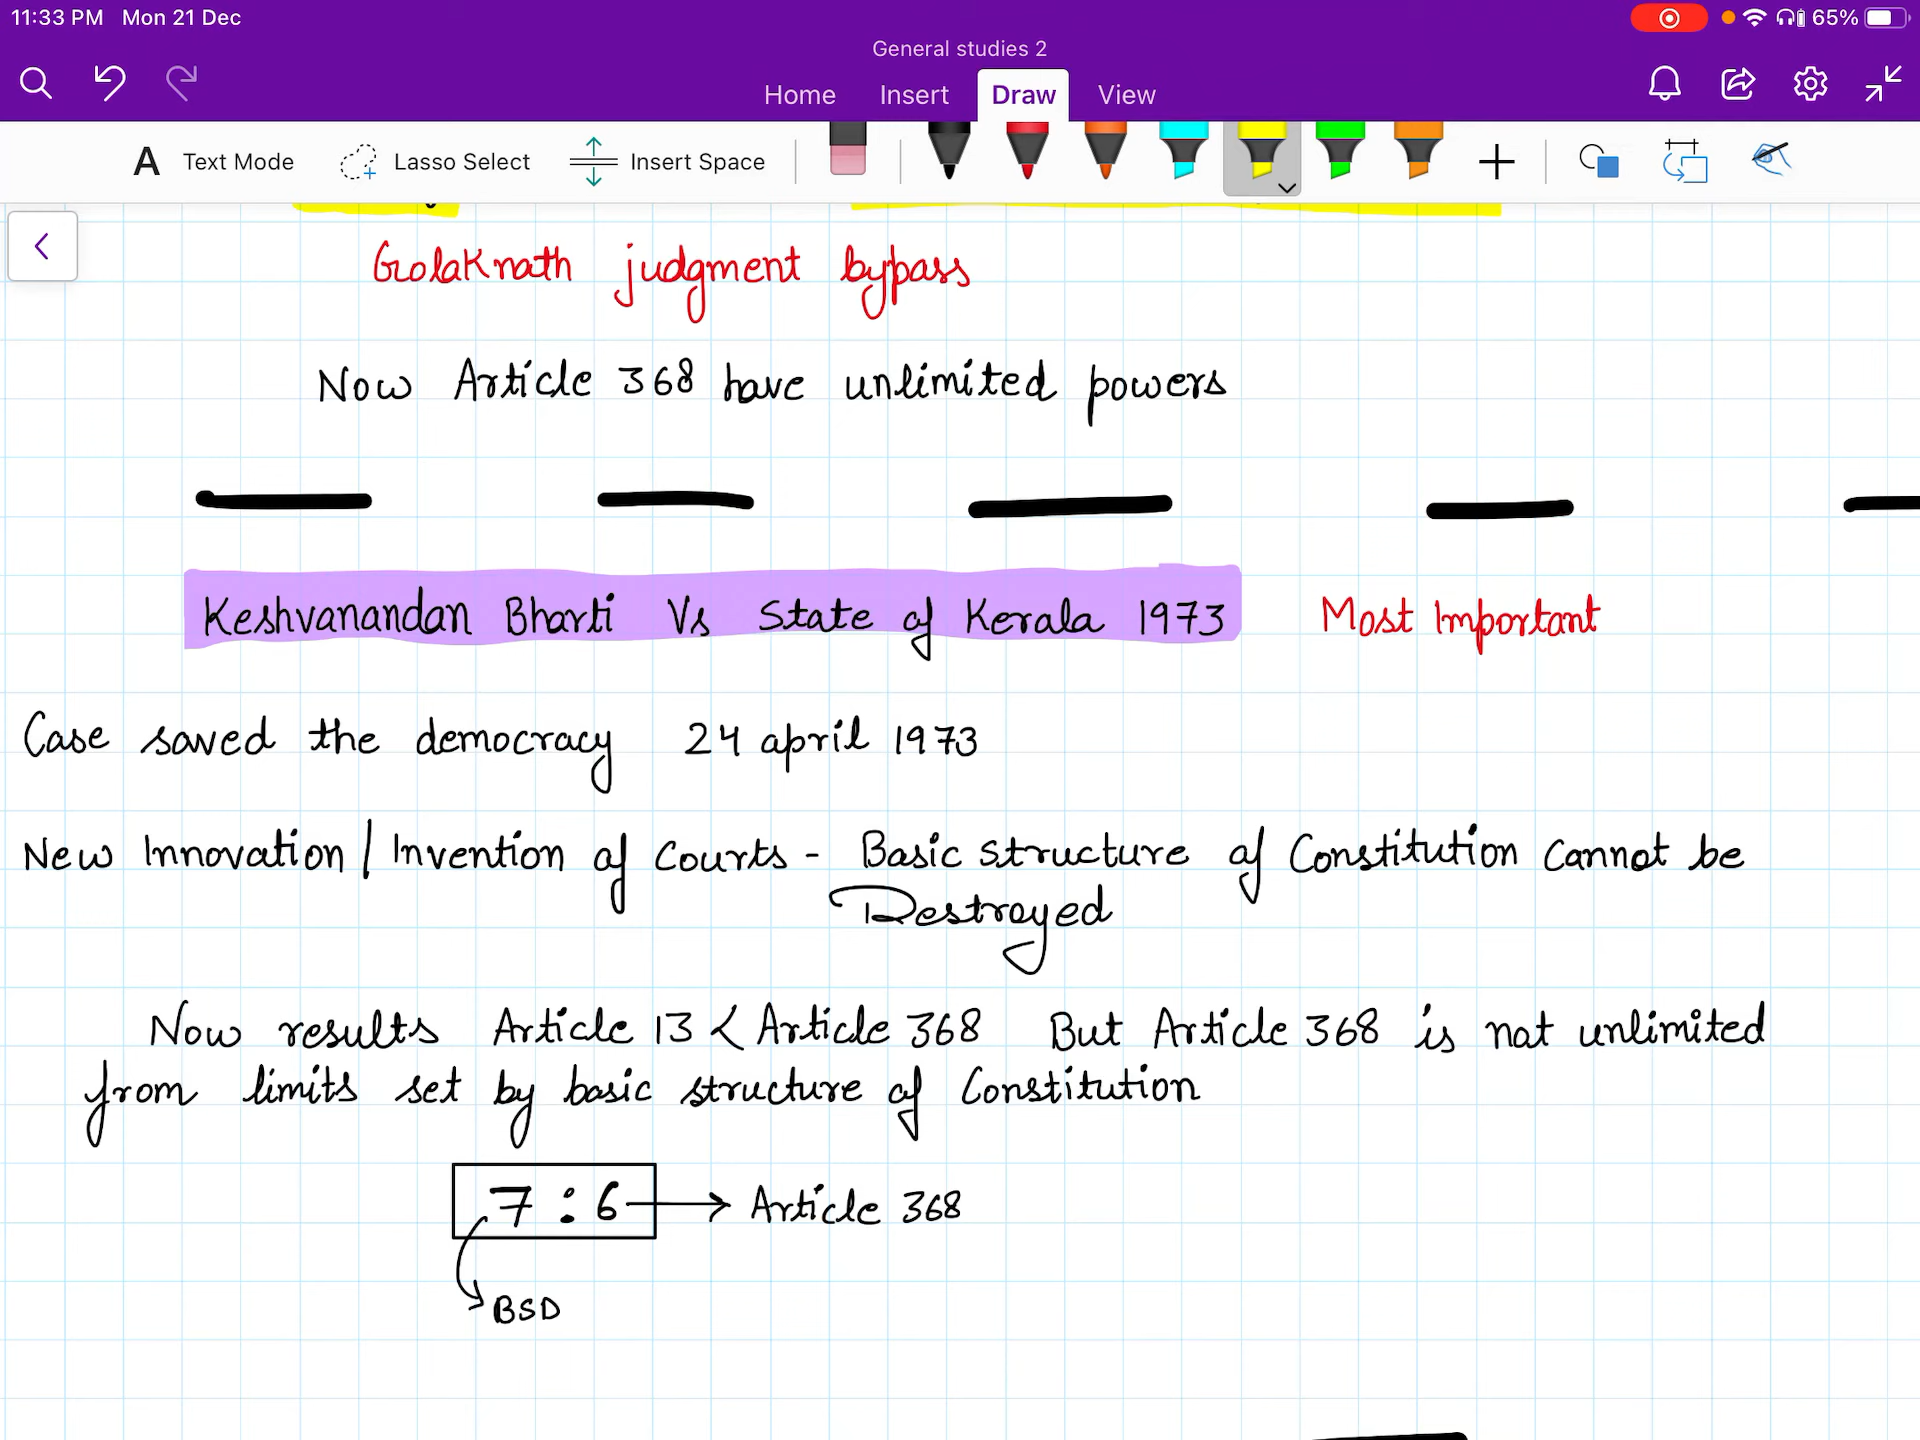 11:33 PM Mon 21 Dec 65%
General studies 2
Home Insert Draw View
A Text Mode Lasso Select Insert Space
Golaknath judgment bypass
Now Article 368 have unlimited powers
Keshvanandan Bharti Vs State of Kerala 1973 Most Important
Case saved the democracy 24 april 1973
New Innovation / Invention of Courts - Basic structure of Constitution Cannot be
Destroyed
Now results Article 13 < Article 368 But Article 368 is not unlimited
from limits set by basic structure of Constitution
7 : 6 → Article 368
BSD